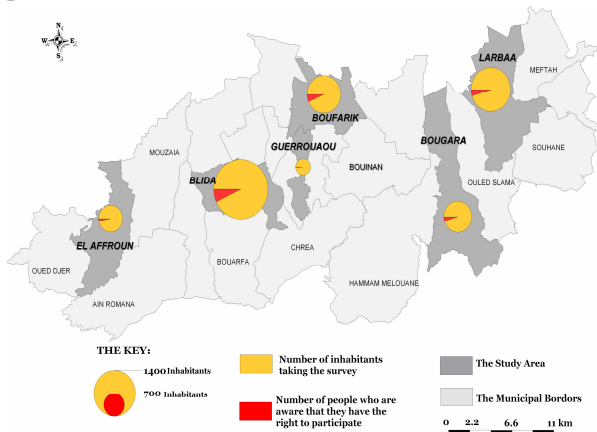 N
W E
S
LARBAA
MEFTAH
BOUFARIK
BOUGARA
GUERROUAOU
SOUHANE
MOUZAIA
BOUINAN
BLIDA
OULED SLAMA
EL AFFROUN
CHREA
BOUARFA
OUED DJER
HAMMAM MELOUANE
AIN ROMANA
THE KEY:
1400 Inhabitants
700 Inhabitants
Number of inhabitants
taking the survey
Number of people who are
aware that they have the
right to participate
The Study Area
The Municipal Bordors
0 2.2 6.6 11 km